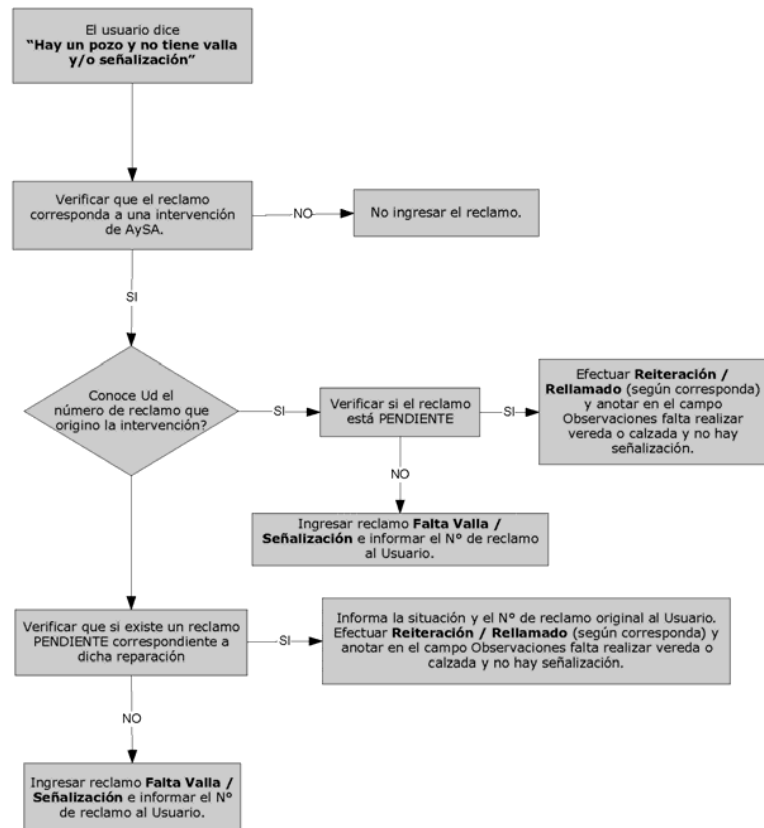 El usuario dice
“Hay un pozo y no tiene valla
y/o señalización”
Verificar que el reclamo
corresponda a una intervención
de AySA.
NO
No ingresar el reclamo.
SI
Conoce Ud el
número de reclamo que
origino la intervención?
SI
Verificar si el reclamo
está PENDIENTE
SI
Efectuar Reiteración /
Rellamado (según corresponda)
y anotar en el campo
Observaciones falta realizar
vereda o calzada y no hay
señalización.
NO
Ingresar reclamo Falta Valla /
Señalización e informar el N° de reclamo
al Usuario.
Verificar que si existe un reclamo
PENDIENTE correspondiente a
dicha reparación
SI
Informa la situación y el N° de reclamo original al Usuario.
Efectuar Reiteración / Rellamado (según corresponda) y
anotar en el campo Observaciones falta realizar vereda o
calzada y no hay señalización.
NO
Ingresar reclamo Falta Valla /
Señalización e informar el N°
de reclamo al Usuario.